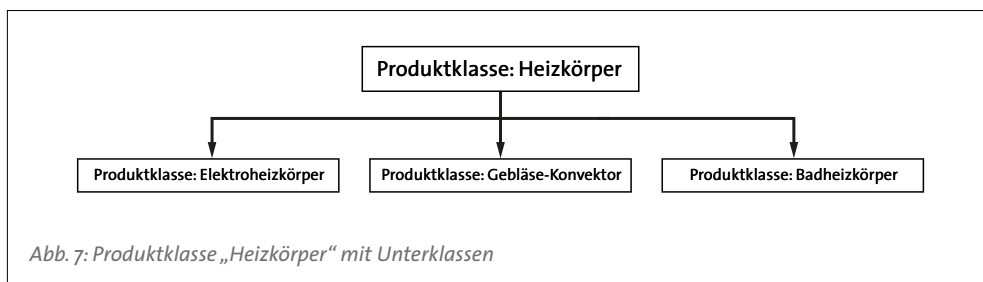 Produktklasse: Heizkörper
Produktklasse: Elektroheizkörper
Produktklasse: Gebläse-Konvektor
Produktklasse: Badheizkörper
Abb. 7: Produktklasse „Heizkörper“ mit Unterklassen